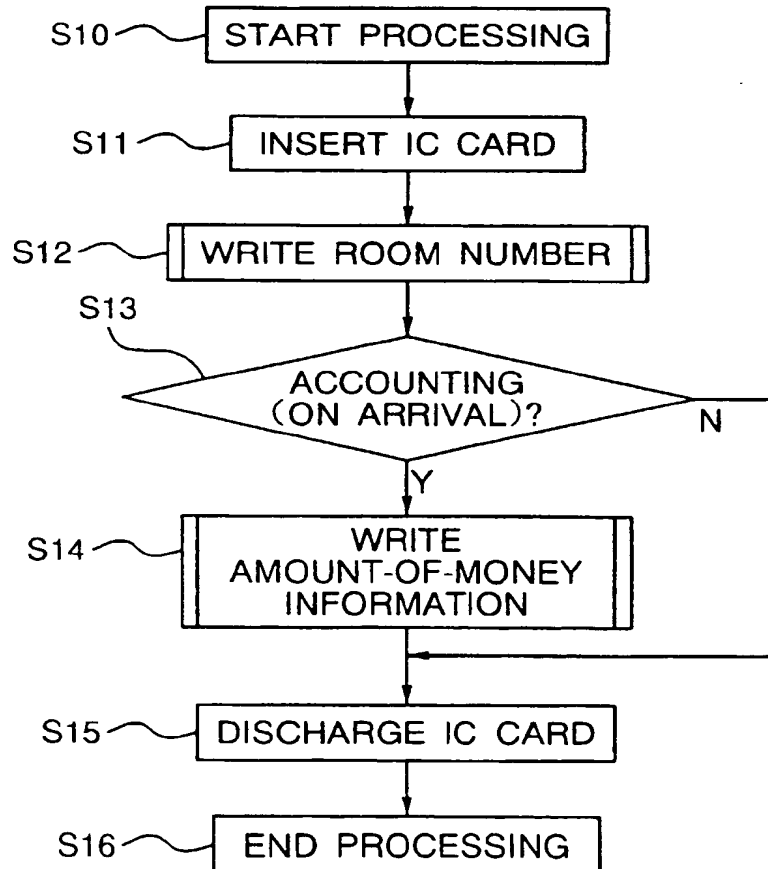 S10 START PROCESSING
S11 INSERT IC CARD
S12 WRITE ROOM NUMBER
S13
ACCOUNTING
(ON ARRIVAL)?
N
Y
S14
WRITE
AMOUNT-OF-MONEY
INFORMATION
S15 DISCHARGE IC CARD
S16 END PROCESSING